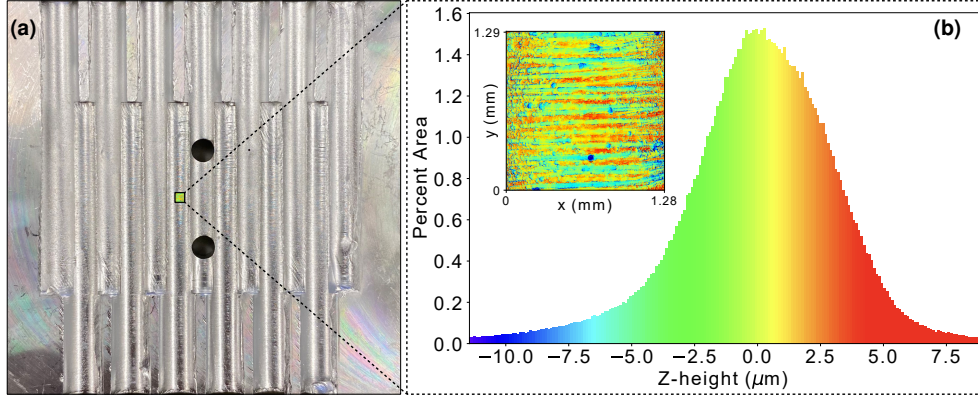 (a)
(b)
Percent Area
1.6
1.4
1.2
1.0
0.8
0.6
0.4
0.2
0.0
−10.0 −7.5 −5.0 −2.5 0.0 2.5 5.0 7.5
Z-height (μm)
1.29
y (mm)
0
0 1.28
x (mm)